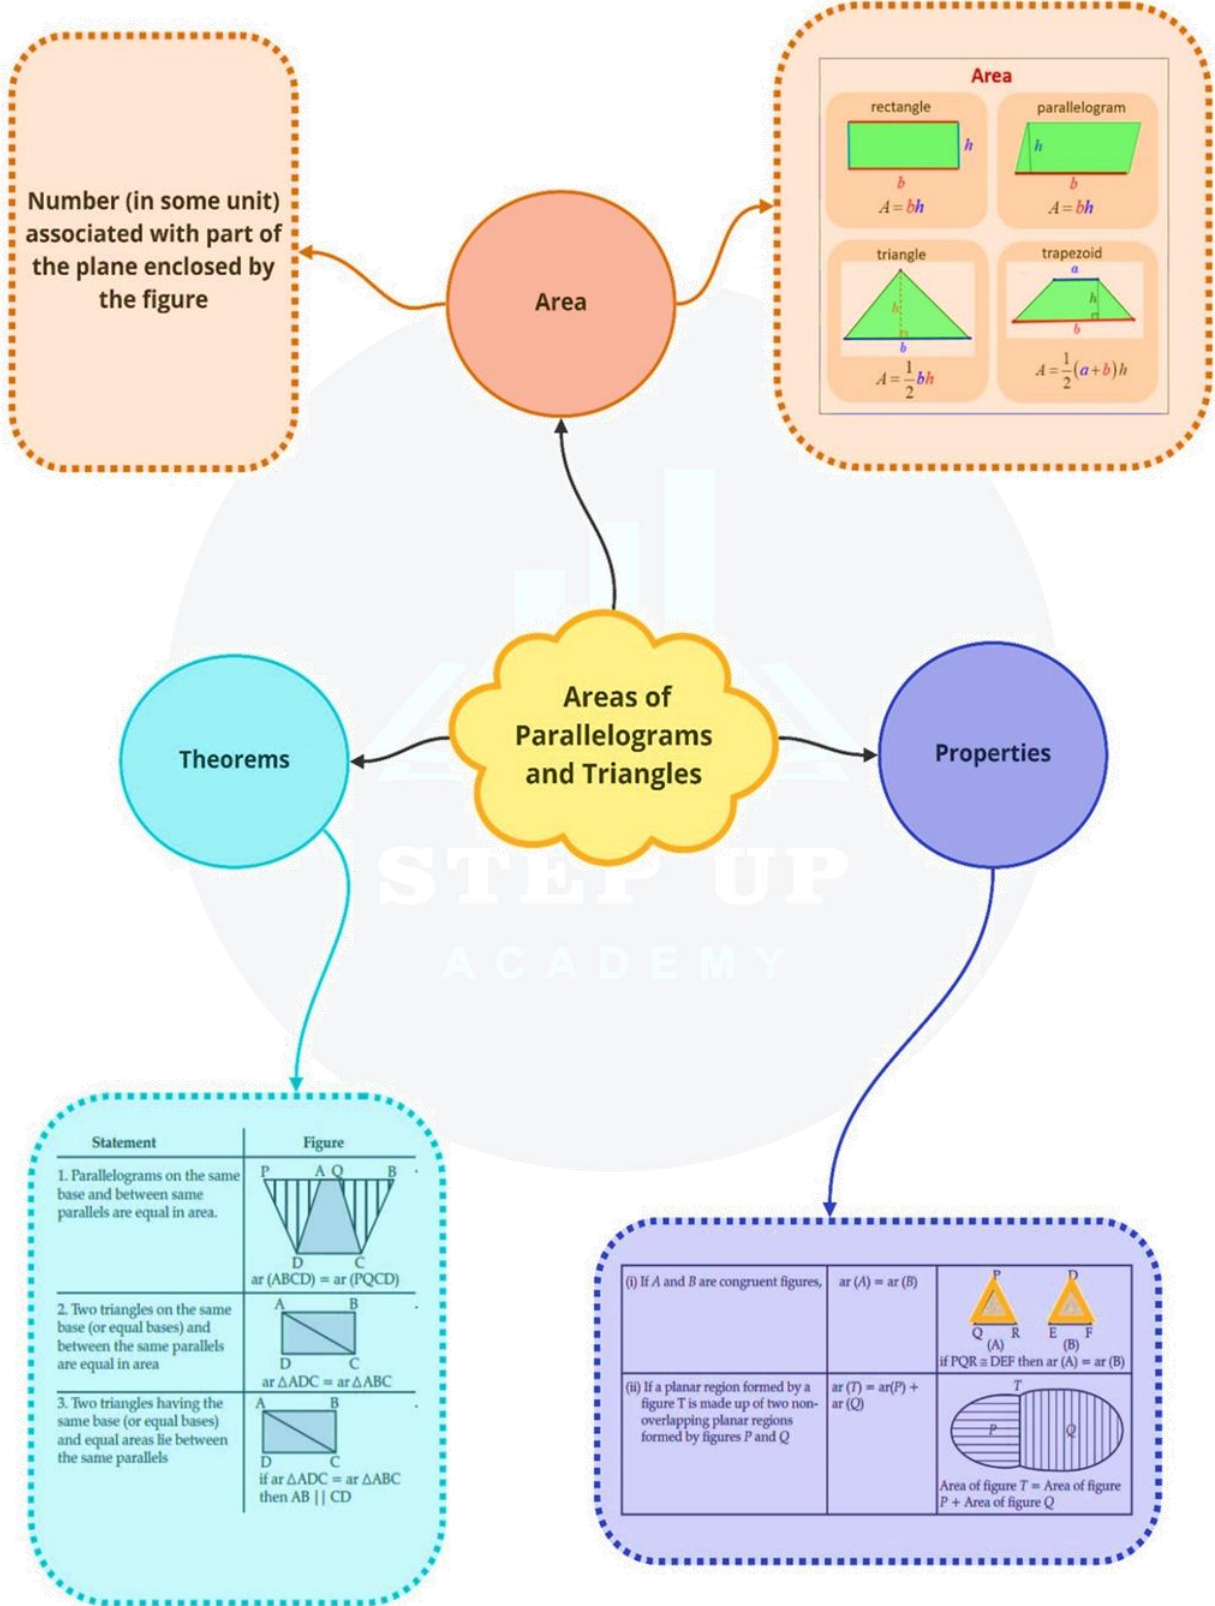 Number (in some unit)
associated with part of
the plane enclosed by
the figure
Area
Area
rectangle
h
b
A = bh
parallelogram
h
b
A = bh
triangle
h
b
A = 1/2 bh
trapezoid
a
h
b
A = 1/2 (a + b) h
Areas of
Parallelograms
and Triangles
Theorems
Properties
STEP UP
ACADEMY
Statement
Figure
1. Parallelograms on the same
base and between same
parallels are equal in area.
P A Q B
D C
ar (ABCD) = ar (PQCD)
2. Two triangles on the same
base (or equal bases) and
between the same parallels
are equal in area
A B
D C
ar △ADC = ar △ABC
3. Two triangles having the
same base (or equal bases)
and equal areas lie between
the same parallels
A B
D C
if ar △ADC = ar △ABC
then AB || CD
(i) If A and B are congruent figures,
ar (A) = ar (B)
P D
Q R E F
(A) (B)
if PQR ≅ DEF then ar (A) = ar (B)
(ii) If a planar region formed by a
figure T is made up of two non-
overlapping planar regions
formed by figures P and Q
ar (T) = ar(P) +
ar (Q)
T
P Q
Area of figure T = Area of figure
P + Area of figure Q